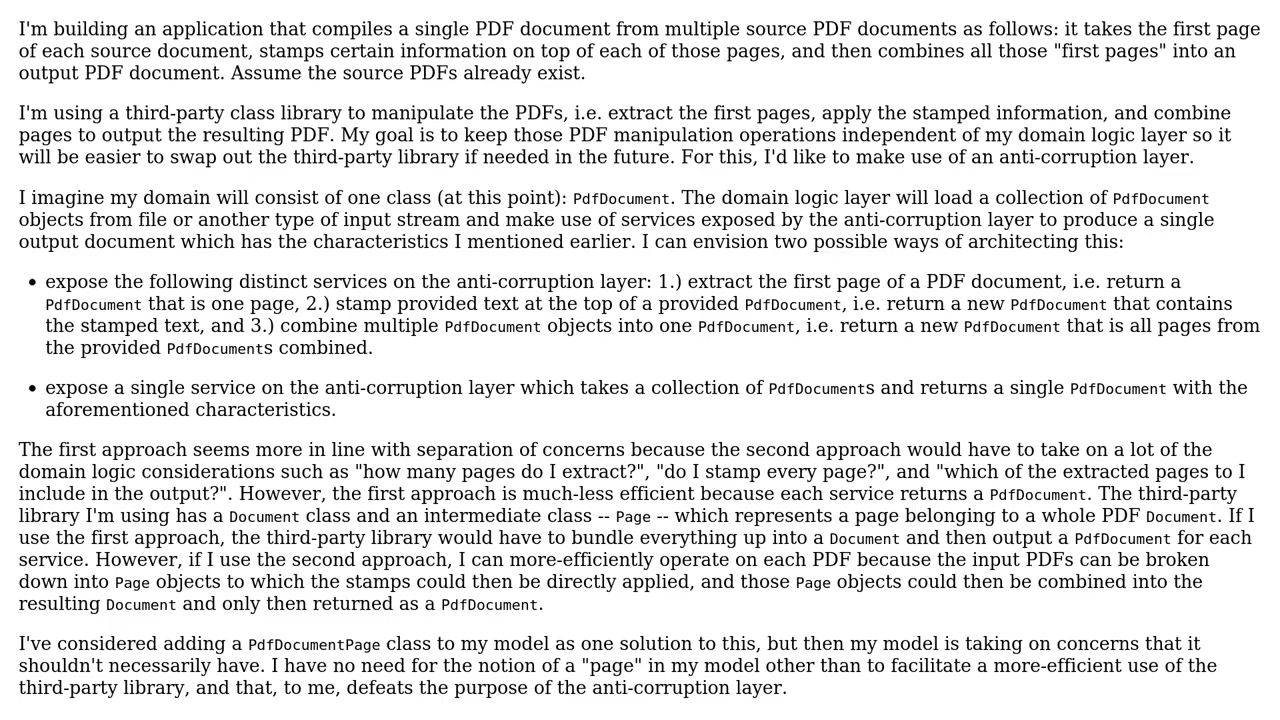 I'm building an application that compiles a single PDF document from multiple source PDF documents as follows: it takes the first page
of each source document, stamps certain information on top of each of those pages, and then combines all those "first pages" into an
output PDF document. Assume the source PDFs already exist.
I'm using a third-party class library to manipulate the PDFs, i.e. extract the first pages, apply the stamped information, and combine
pages to output the resulting PDF. My goal is to keep those PDF manipulation operations independent of my domain logic layer so it
will be easier to swap out the third-party library if needed in the future. For this, I'd like to make use of an anti-corruption layer.
I imagine my domain will consist of one class (at this point): PdfDocument. The domain logic layer will load a collection of PdfDocument
objects from file or another type of input stream and make use of services exposed by the anti-corruption layer to produce a single
output document which has the characteristics I mentioned earlier. I can envision two possible ways of architecting this:
• expose the following distinct services on the anti-corruption layer: 1.) extract the first page of a PDF document, i.e. return a
PdfDocument that is one page, 2.) stamp provided text at the top of a provided PdfDocument, i.e. return a new PdfDocument that contains
the stamped text, and 3.) combine multiple PdfDocument objects into one PdfDocument, i.e. return a new PdfDocument that is all pages from
the provided PdfDocuments combined.
• expose a single service on the anti-corruption layer which takes a collection of PdfDocuments and returns a single PdfDocument with the
aforementioned characteristics.
The first approach seems more in line with separation of concerns because the second approach would have to take on a lot of the
domain logic considerations such as "how many pages do I extract?", "do I stamp every page?", and "which of the extracted pages to I
include in the output?". However, the first approach is much-less efficient because each service returns a PdfDocument. The third-party
library I'm using has a Document class and an intermediate class -- Page -- which represents a page belonging to a whole PDF Document. If I
use the first approach, the third-party library would have to bundle everything up into a Document and then output a PdfDocument for each
service. However, if I use the second approach, I can more-efficiently operate on each PDF because the input PDFs can be broken
down into Page objects to which the stamps could then be directly applied, and those Page objects could then be combined into the
resulting Document and only then returned as a PdfDocument.
I've considered adding a PdfDocumentPage class to my model as one solution to this, but then my model is taking on concerns that it
shouldn't necessarily have. I have no need for the notion of a "page" in my model other than to facilitate a more-efficient use of the
third-party library, and that, to me, defeats the purpose of the anti-corruption layer.